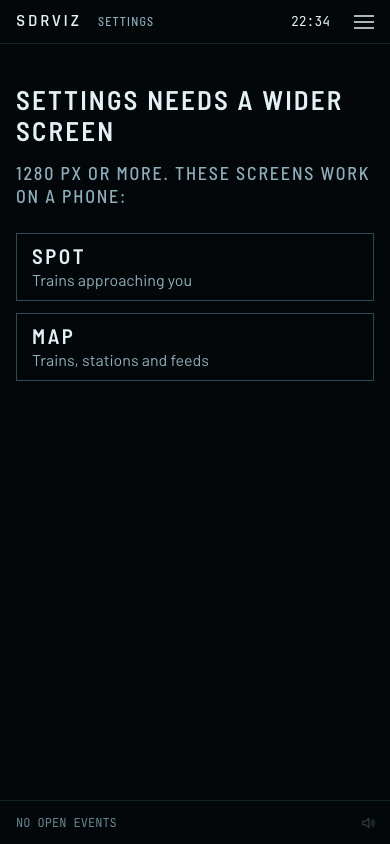 SDRVIZ SETTINGS 22:34
SETTINGS NEEDS A WIDER
SCREEN
1280 PX OR MORE. THESE SCREENS WORK
ON A PHONE:
SPOT
Trains approaching you
MAP
Trains, stations and feeds
NO OPEN EVENTS